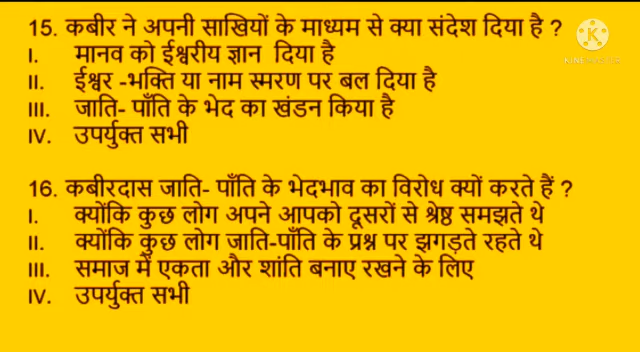 15. कबीर ने अपनी साखियों के माध्यम से क्या संदेश दिया है ?
I. मानव को ईश्वरीय ज्ञान दिया है
II. ईश्वर -भक्ति या नाम स्मरण पर बल दिया है
III. जाति- पाँति के भेद का खंडन किया है
IV. उपर्युक्त सभी
16. कबीरदास जाति- पाँति के भेदभाव का विरोध क्यों करते हैं ?
I. क्योंकि कुछ लोग अपने आपको दूसरों से श्रेष्ठ समझते थे
II. क्योंकि कुछ लोग जाति-पाँति के प्रश्न पर झगड़ते रहते थे
III. समाज में एकता और शांति बनाए रखने के लिए
IV. उपर्युक्त सभी